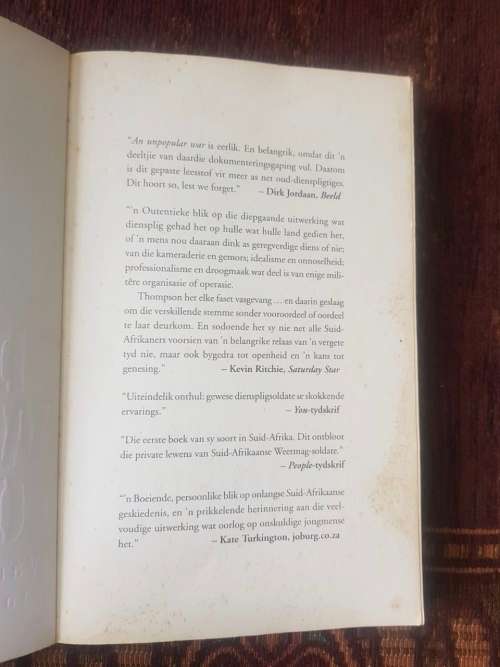 "An unpopular war is eerlik. En belangrik, omdat dit 'n
deeltjie van daardie dokumenteringsgaping vul. Daarom
is dit gepaste leesstof vir meer as net oud-dienspligtiges.
Dit hoort so, lest we forget." – Dirk Jordaan, Beeld
"'n Outentieke blik op die diepgaande uitwerking wat
diensplig gehad het op hulle wat hulle land gedien het,
of 'n mens nou daaraan dink as geregverdige diens of nie:
van die kameraderie en gemors; idealisme en onnoselheid;
professionalisme en droogmaak wat deel is van enige mili-
têre organisasie of operasie.
Thompson het elke faset vasgevang ... en daarin geslaag
om die verskillende stemme sonder vooroordeel of oordeel
te laat deurkom. En sodoende het sy nie net alle Suid-
Afrikaners voorsien van 'n belangrike relaas van 'n vergete
tyd nie, maar ook bygedra tot openheid en 'n kans tot
genesing." – Kevin Ritchie, Saturday Star
"Uiteindelik onthul: gewese dienspligsoldate se skokkende
ervarings." – You-tydskrif
"Die eerste boek van sy soort in Suid-Afrika. Dit ontbloot
die private lewens van Suid-Afrikaanse Weermag-soldate."
– People-tydskrif
"'n Boeiende, persoonlike blik op onlangse Suid-Afrikaanse
geskiedenis, en 'n prikkelende herinnering aan die veel-
voudige uitwerking wat oorlog op onskuldige jongmense
het." – Kate Turkington, joburg.co.za